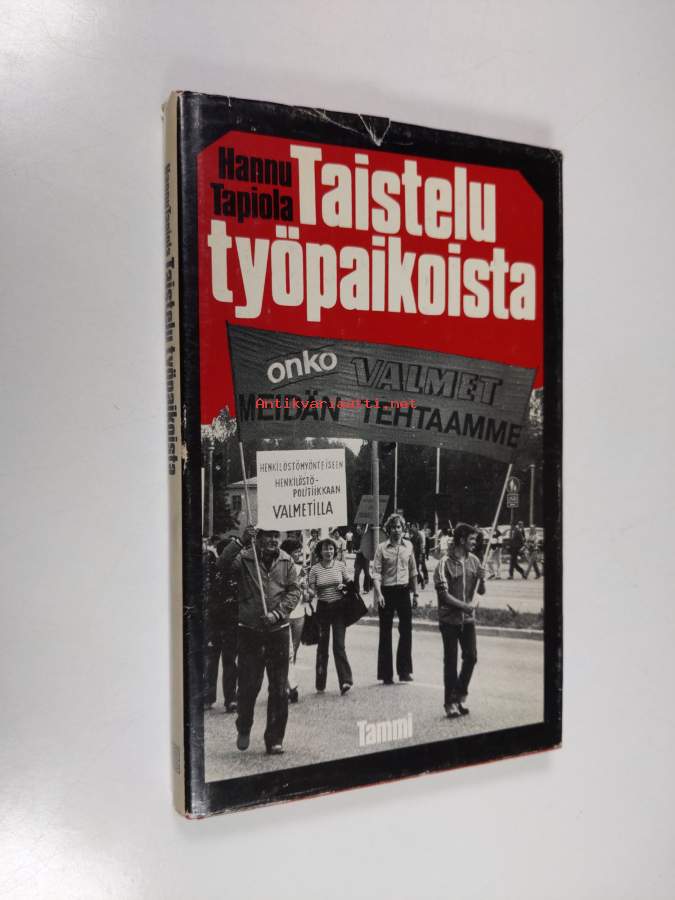 Hannu
Tapiola
Taistelu
työpaikoista
onko VALMET
MEIDÄN TEHTAAMME
Antikvariaatti.net
HENKILÖSTÖMYÖNTEISEEN
HENKILÖSTÖ-
POLITIIKKAAN
VALMETILLA
Tammi
Hannu Tapiola Taistelu työpaikoista